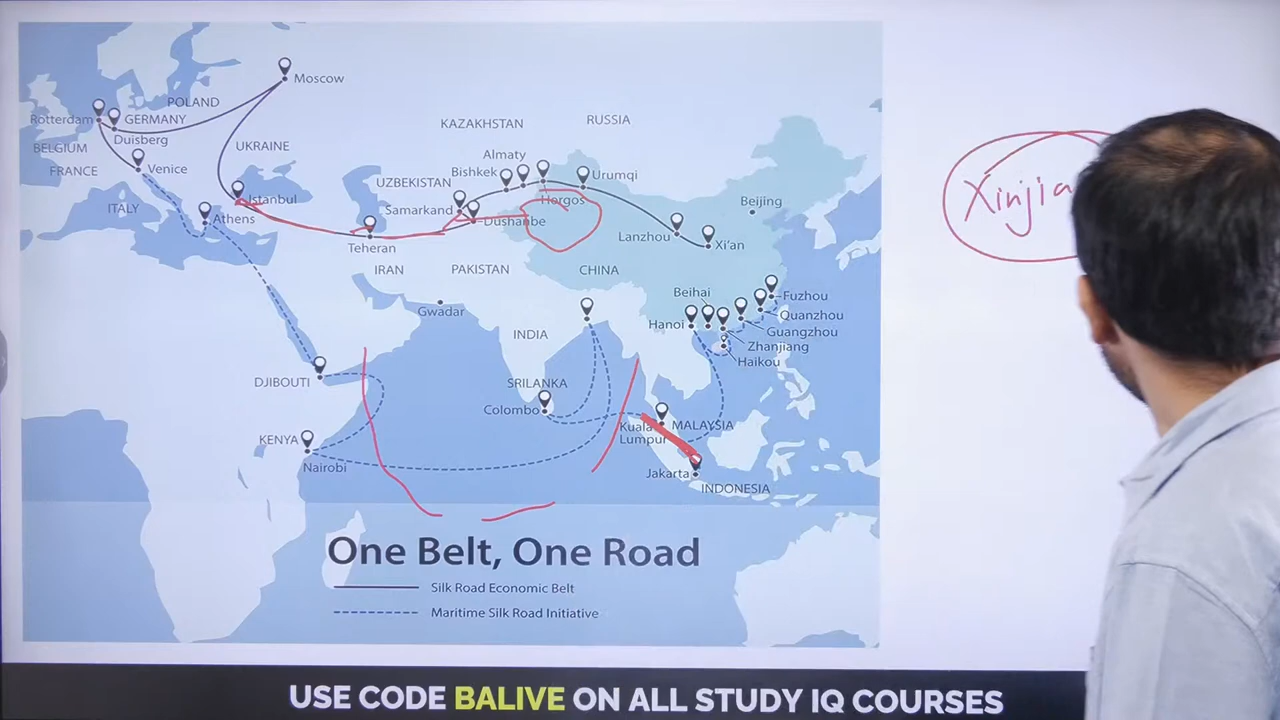 Moscow
POLAND
Rotterdam
GERMANY
Duisberg
BELGIUM
UKRAINE
FRANCE
Venice
KAZAKHSTAN
RUSSIA
Almaty
Bishkek
Urumqi
UZBEKISTAN
Istanbul
Horgos
ITALY
Samarkand
Beijing
Athens
Dushanbe
Lanzhou
Xi'an
Teheran
IRAN
PAKISTAN
CHINA
Beihai
Fuzhou
Gwadar
Quanzhou
Hanoi
Guangzhou
INDIA
Zhanjiang
Haikou
DJIBOUTI
SRILANKA
Colombo
Kuala
Lumpur
MALAYSIA
KENYA
Nairobi
Jakarta
INDONESIA
One Belt, One Road
Silk Road Economic Belt
Maritime Silk Road Initiative
USE CODE BALIVE ON ALL STUDY IQ COURSES